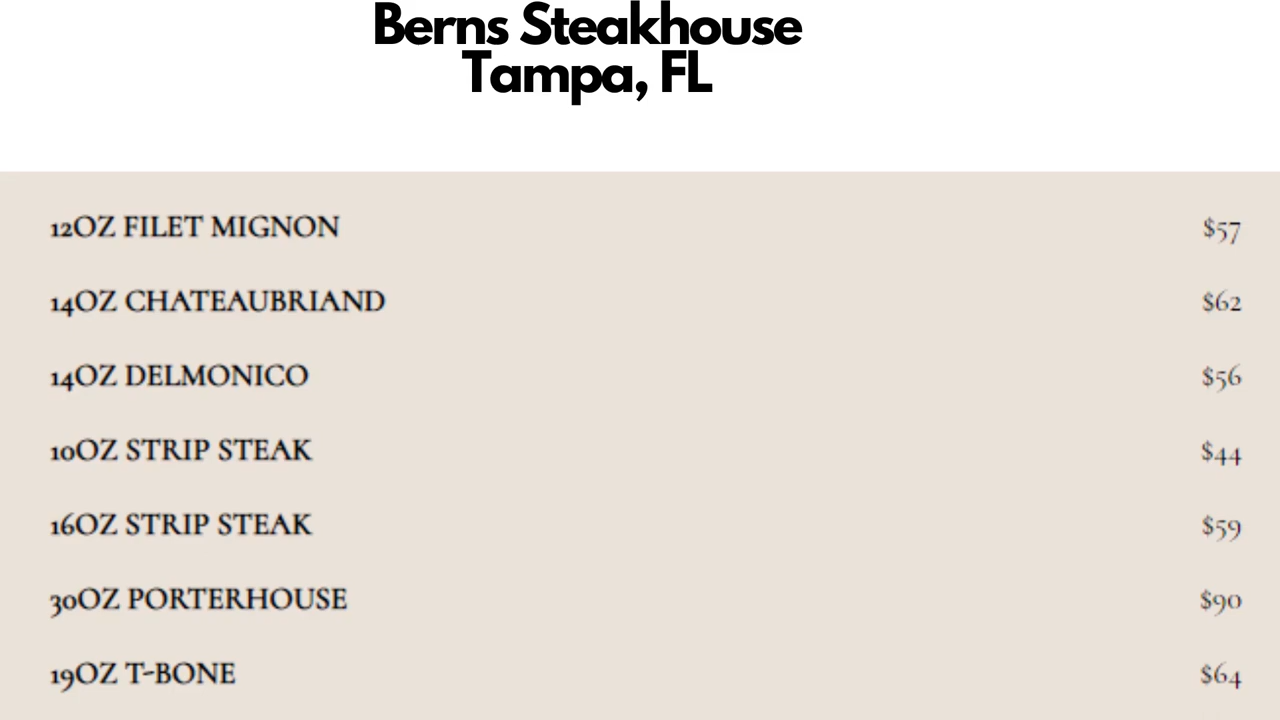 Berns Steakhouse
Tampa, FL
12OZ FILET MIGNON $57
14OZ CHATEAUBRIAND $62
14OZ DELMONICO $56
10OZ STRIP STEAK $44
16OZ STRIP STEAK $59
30OZ PORTERHOUSE $90
19OZ T-BONE $64